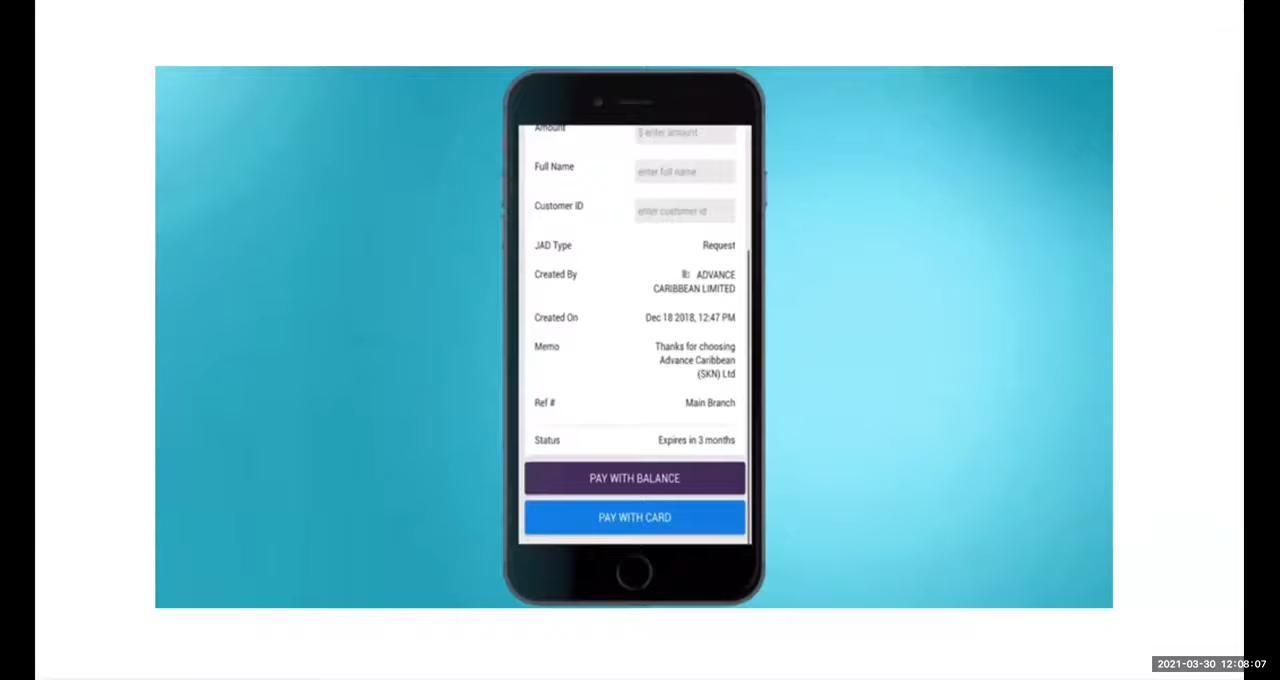 Amount
$ enter amount
Full Name
enter full name
Customer ID
enter customer id
JAD Type
Request
Created By
ADVANCE
CARIBBEAN LIMITED
Created On
Dec 18 2018, 12:47 PM
Memo
Thanks for choosing
Advance Caribbean
(SKN) Ltd
Ref #
Main Branch
Status
Expires in 3 months
PAY WITH BALANCE
PAY WITH CARD
2021-03-30 12:08:07